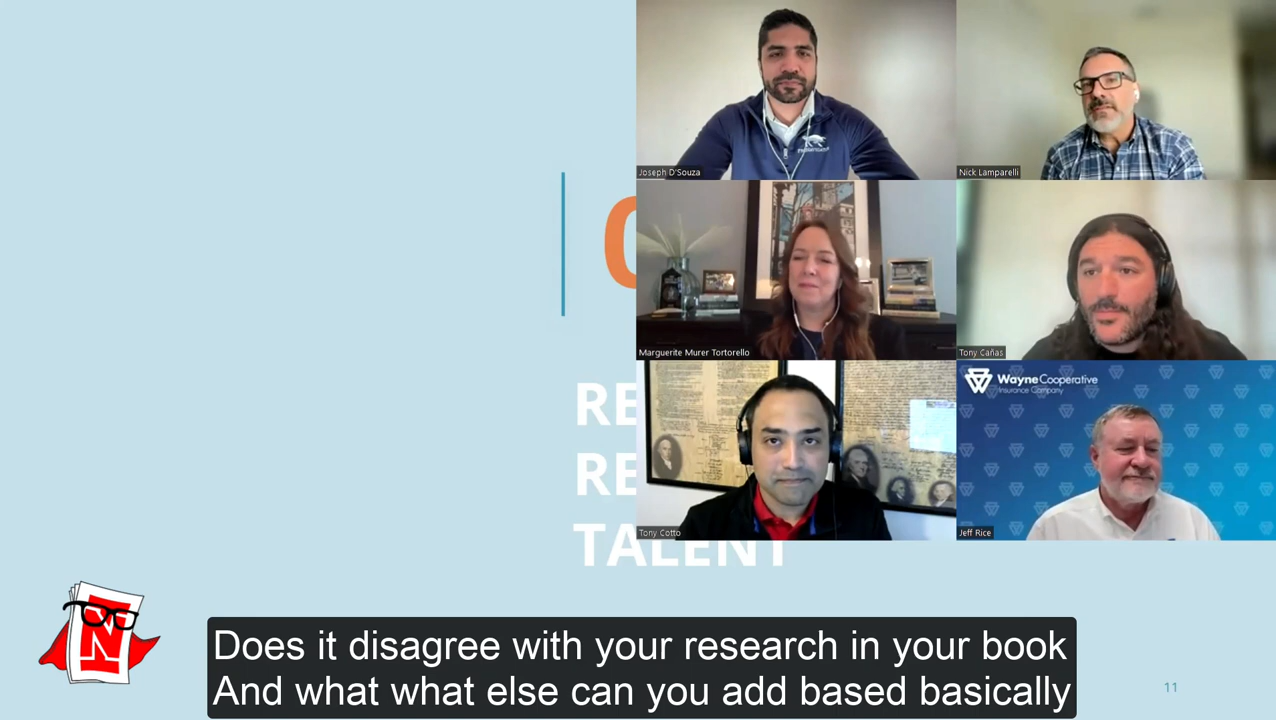 Joseph D'Souza
Nick Lamparelli
Marguerite Murer Tortorello
Tony Cañas
Wayne Cooperative
Insurance Company
Tony Cotto
Jeff Rice
RE
RE
TALENT
N
Does it disagree with your research in your book
And what what else can you add based basically
11